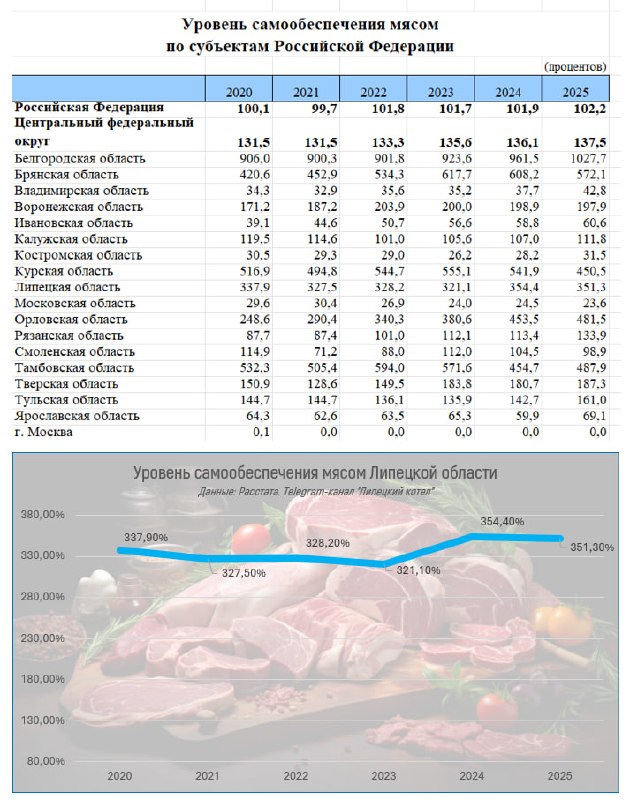 Уровень самообеспечения мясом
по субъектам Российской Федерации
(процентов)
2020 2021 2022 2023 2024 2025
Российская Федерация 100,1 99,7 101,8 101,7 101,9 102,2
Центральный федеральный
округ 131,5 131,5 133,3 135,6 136,1 137,5
Белгородская область 906,0 900,3 901,8 923,6 961,5 1027,7
Брянская область 420,6 452,9 534,3 617,7 608,2 572,1
Владимирская область 34,3 32,9 35,6 35,2 37,7 42,8
Воронежская область 171,2 187,2 203,9 200,0 198,9 197,9
Ивановская область 39,1 44,6 50,7 56,6 58,8 60,6
Калужская область 119,5 114,6 101,0 105,6 107,0 111,8
Костромская область 30,5 29,3 29,0 26,2 28,2 31,5
Курская область 516,9 494,8 544,7 555,1 541,9 450,5
Липецкая область 337,9 327,5 328,2 321,1 354,4 351,3
Московская область 29,6 30,4 26,9 24,0 24,5 23,6
Орловская область 248,6 290,4 340,3 380,6 453,5 481,5
Рязанская область 87,7 87,4 101,0 112,1 113,4 133,9
Смоленская область 114,9 71,2 88,0 112,0 104,5 98,9
Тамбовская область 532,3 505,4 594,0 571,6 454,7 487,9
Тверская область 150,9 128,6 149,5 183,8 180,7 187,3
Тульская область 144,7 144,7 136,1 135,9 142,7 161,0
Ярославская область 64,3 62,6 63,5 65,3 59,9 69,1
г. Москва 0,1 0,0 0,0 0,0 0,0 0,0
Уровень самообеспечения мясом Липецкой области
Данные: Росстата, Telegram-канал "Липецкий котел"
380,00%
354,40%
337,90%
328,20%
351,30%
330,00%
327,50%
321,10%
280,00%
230,00%
180,00%
130,00%
80,00%
2020 2021 2022 2023 2024 2025